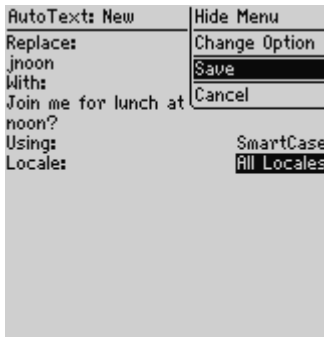 AutoText: New
Hide Menu
Change Option
Save
Cancel
Replace:
jnoon
With:
Join me for lunch at
noon?
Using: SmartCase
Locale: All Locales